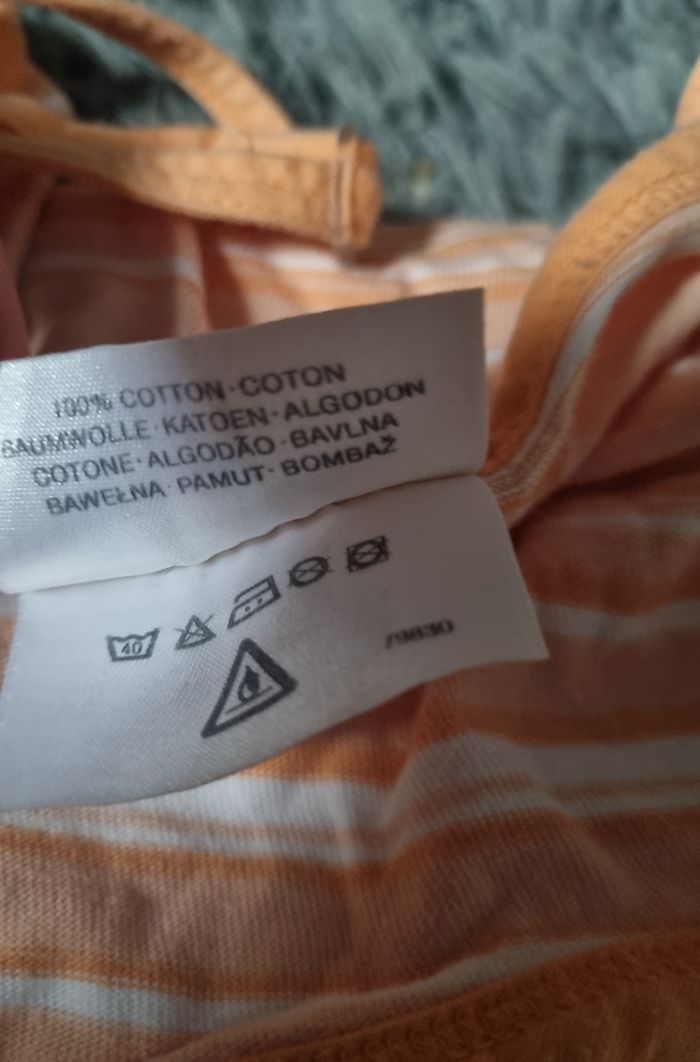 100% COTTON·COTON
BAUMWOLLE·KATOEN·ALGODON
COTONE·ALGODÃO·BAVLNA
BAWEŁNA·PAMUT·BOMBAŽ
40